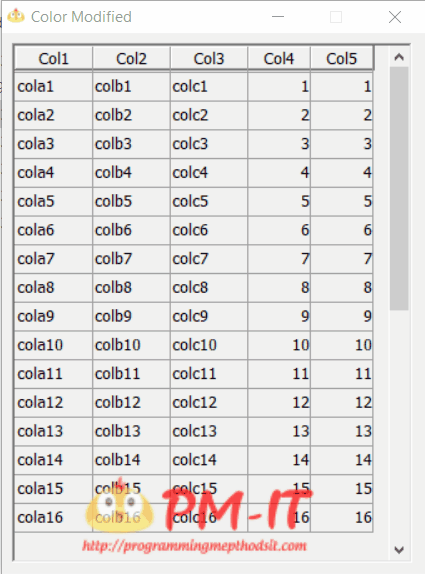 Color Modified
Col1 Col2 Col3 Col4 Col5
cola1 colb1 colc1 1 1
cola2 colb2 colc2 2 2
cola3 colb3 colc3 3 3
cola4 colb4 colc4 4 4
cola5 colb5 colc5 5 5
cola6 colb6 colc6 6 6
cola7 colb7 colc7 7 7
cola8 colb8 colc8 8 8
cola9 colb9 colc9 9 9
cola10 colb10 colc10 10 10
cola11 colb11 colc11 11 11
cola12 colb12 colc12 12 12
cola13 colb13 colc13 13 13
cola14 colb14 colc14 14 14
cola15 colb15 colc15 15 15
cola16 colb16 colc16 16 16
PM-IT
http://programmingmepthodsit.com